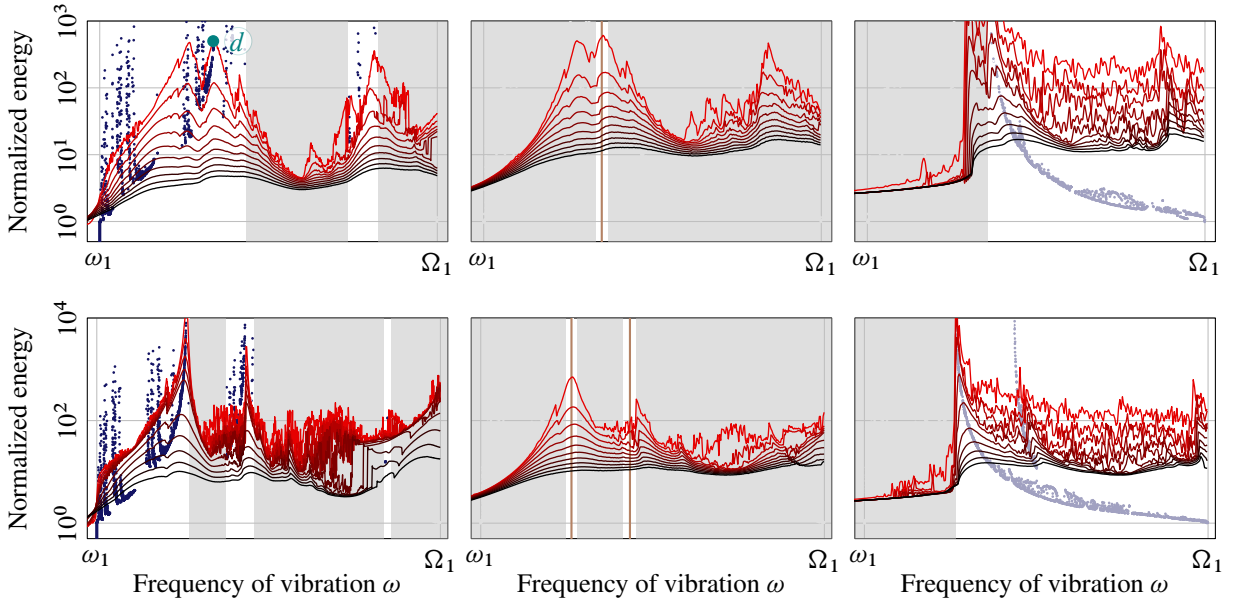 Normalized energy
10³
10²
10¹
10⁰
d
ω₁ Ω₁ ω₁ Ω₁ ω₁ Ω₁
Normalized energy
10⁴
10²
10⁰
ω₁ Ω₁ ω₁ Ω₁ ω₁ Ω₁
Frequency of vibration ω Frequency of vibration ω Frequency of vibration ω